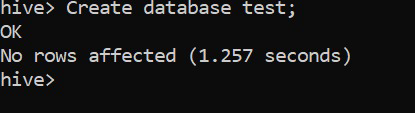 hive> Create database test;
OK
No rows affected (1.257 seconds)
hive>